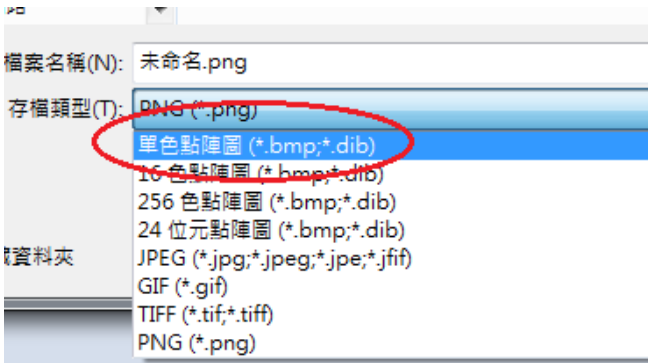 檔案名稱(N): 未命名.png
存檔類型(T): PNG (*.png)
單色點陣圖 (*.bmp;*.dib)
16 色點陣圖 (*.bmp;*.dib)
256 色點陣圖 (*.bmp;*.dib)
24 位元點陣圖 (*.bmp;*.dib)
資料夾 JPEG (*.jpg;*.jpeg;*.jpe;*.jfif)
GIF (*.gif)
TIFF (*.tif;*.tiff)
PNG (*.png)